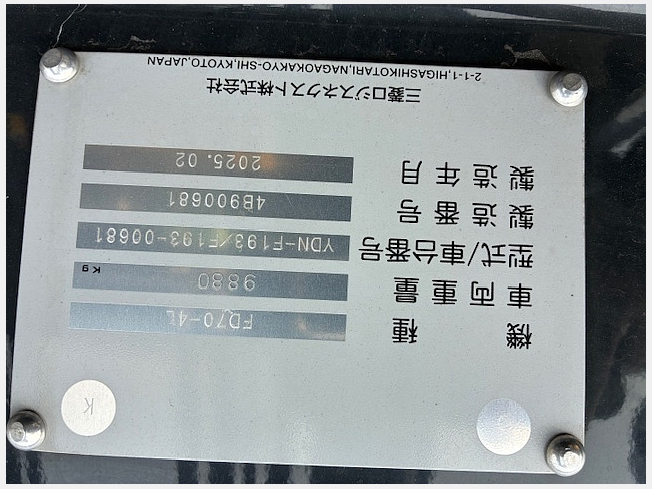 機種 FD70-4L
車両重量 9880 Kg
型式/車台番号 YDN-F193/F193-00681
製造番号 4B900681
製造年月 2025.02
三菱ロジスネクスト株式会社
2-1-1,HIGASHIKOTARI,NAGAOKAKYO-SHI,KYOTO,JAPAN
K